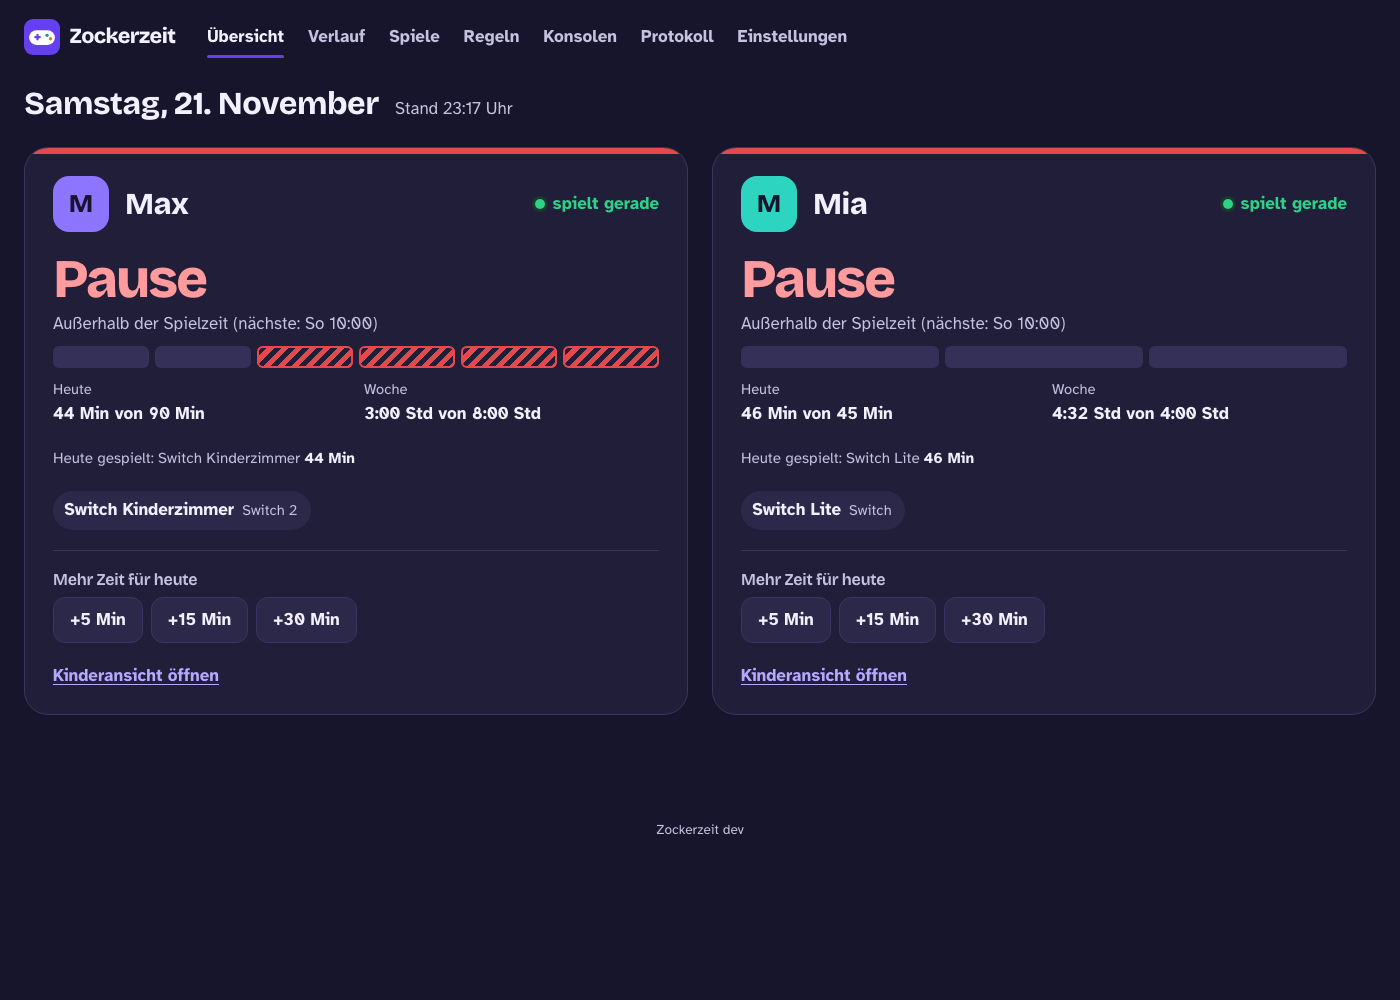 Zockerzeit Übersicht Verlauf Spiele Regeln Konsolen Protokoll Einstellungen
Samstag, 21. November Stand 23:17 Uhr
M Max spielt gerade
Pause
Außerhalb der Spielzeit (nächste: So 10:00)
Heute Woche
44 Min von 90 Min 3:00 Std von 8:00 Std
Heute gespielt: Switch Kinderzimmer 44 Min
Switch Kinderzimmer Switch 2
Mehr Zeit für heute
+5 Min +15 Min +30 Min
Kinderansicht öffnen
M Mia spielt gerade
Pause
Außerhalb der Spielzeit (nächste: So 10:00)
Heute Woche
46 Min von 45 Min 4:32 Std von 4:00 Std
Heute gespielt: Switch Lite 46 Min
Switch Lite Switch
Mehr Zeit für heute
+5 Min +15 Min +30 Min
Kinderansicht öffnen
Zockerzeit dev